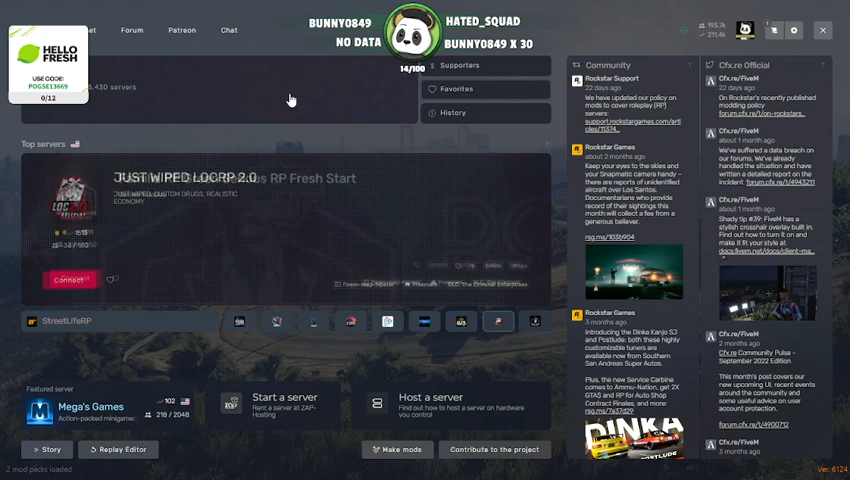 HELLO
FRESH
USE CODE:
POGSE13669
0/12
Forum
Patreon
Chat
BUNNY0849
NO DATA
HATED_SQUAD
BUNNY0849 X 30
14/100
193.7k
211.4k
1
servers
Supporters
Favorites
History
Top servers
JUST WIPED LOCRP 2.0
RP Fresh Start
CUSTOM DRUGS, REALISTIC
ECONOMY
Connect
StreetLifeRP
Featured server
Mega's Games
Action-packed minigame
102
218 / 2048
Start a server
Rent a server at ZAP-
Hosting
Host a server
Find out how to host a server on hardware
you control
Story
Replay Editor
Make mods
Contribute to the project
2 mod packs loaded
Ver. 6124
Community
Rockstar Support
22 days ago
We have updated our policy on
mods to cover roleplay (RP)
servers:
support.rockstargames.com/arti
cles/11374…
Rockstar Games
about 2 months ago
Keep your eyes to the skies and
your Snapmatic camera handy –
there are reports of unidentified
aircraft over Los Santos.
Documentarians who provide
record of their sightings this
month will collect a fee from a
generous believer.
rsg.ms/103b904
Rockstar Games
3 months ago
Introducing the Dinka Kanjo SJ
and Postlude: both these highly
customizable tuners are
available now from Southern
San Andreas Super Autos.
Plus, the new Service Carbine
comes to Ammu-Nation, get 2X
GTA$ and RP for Auto Shop
Contract Finales, and more:
rsg.ms/7a37d29
DINKA
Cfx.re Official
Cfx.re/FiveM
22 days ago
On Rockstar's recently published
modding policy
forum.cfx.re/t/on-rockstars…
Cfx.re/FiveM
about 1 month ago
We've suffered a data breach on
our forums. We've already
handled the situation and have
written a detailed report on the
incident. forum.cfx.re/t/4943211
Cfx.re/FiveM
about 1 month ago
Shady tip #39: FiveM has a
stylish crosshair overlay built in.
Find out how to turn it on and
make it fit your style at
docs.fivem.net/docs/client-ma…
Cfx.re/FiveM
2 months ago
Cfx.re Community Pulse -
September 2022 Edition
This month's post covers our
new upcoming UI, recent events
around the community and
some useful advice on user
account protection.
forum.cfx.re/t/4900712
Cfx.re/FiveM
3 months ago